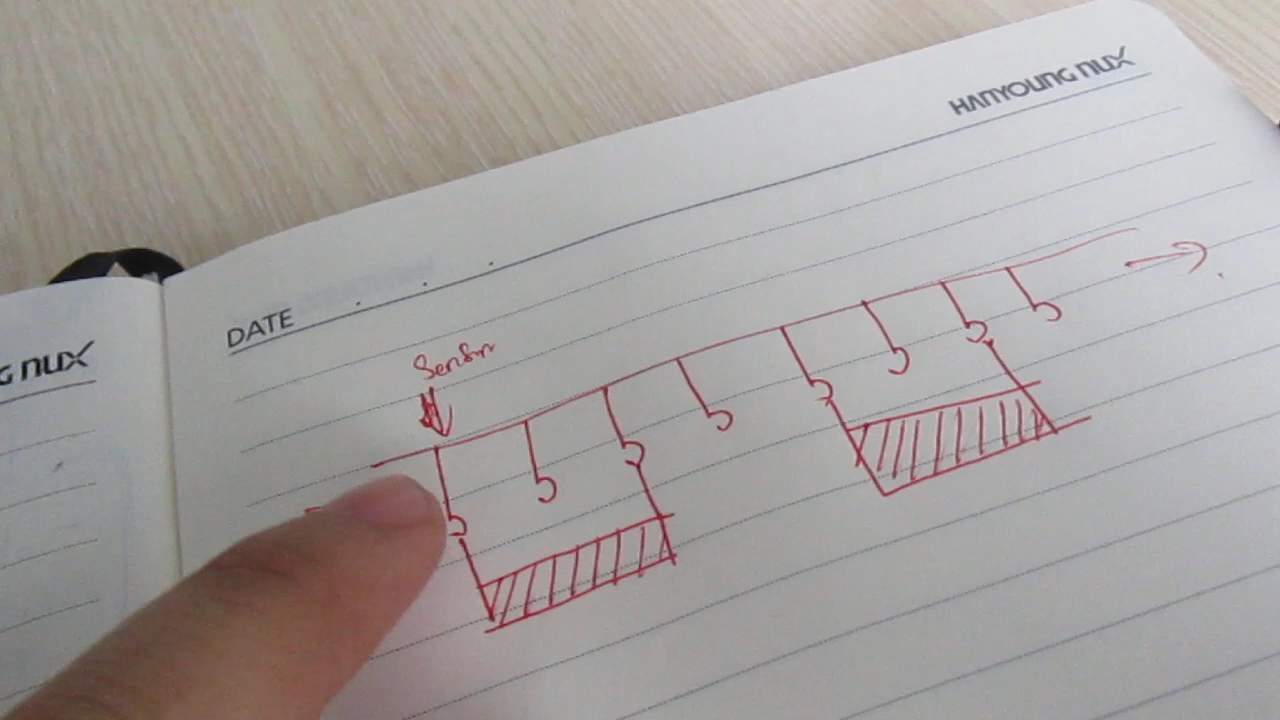 HANYOUNG NUX
DATE . . .
G NUX
Sensor